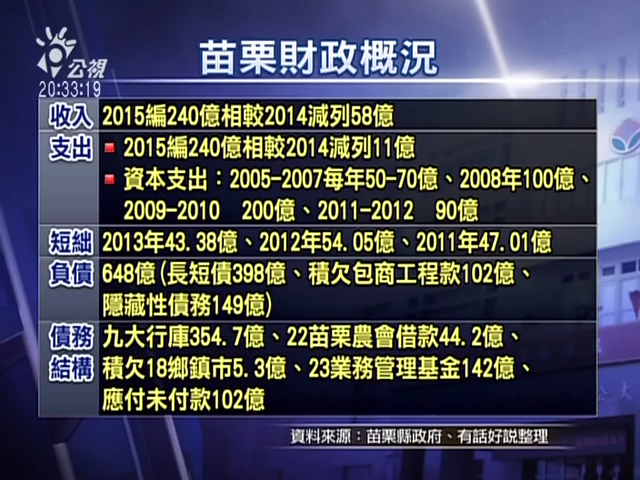 公視
20:33:19
苗栗財政概況
收入 2015編240億相較2014減列58億
支出 2015編240億相較2014減列11億
資本支出：2005-2007每年50-70億、2008年100億、
2009-2010 200億、2011-2012 90億
短絀 2013年43.38億、2012年54.05億、2011年47.01億
負債 648億(長短債398億、積欠包商工程款102億、
隱藏性債務149億)
債務 九大行庫354.7億、22苗栗農會借款44.2億、
結構 積欠18鄉鎮市5.3億、23業務管理基金142億、
應付未付款102億
資料來源：苗栗縣政府、有話好說整理